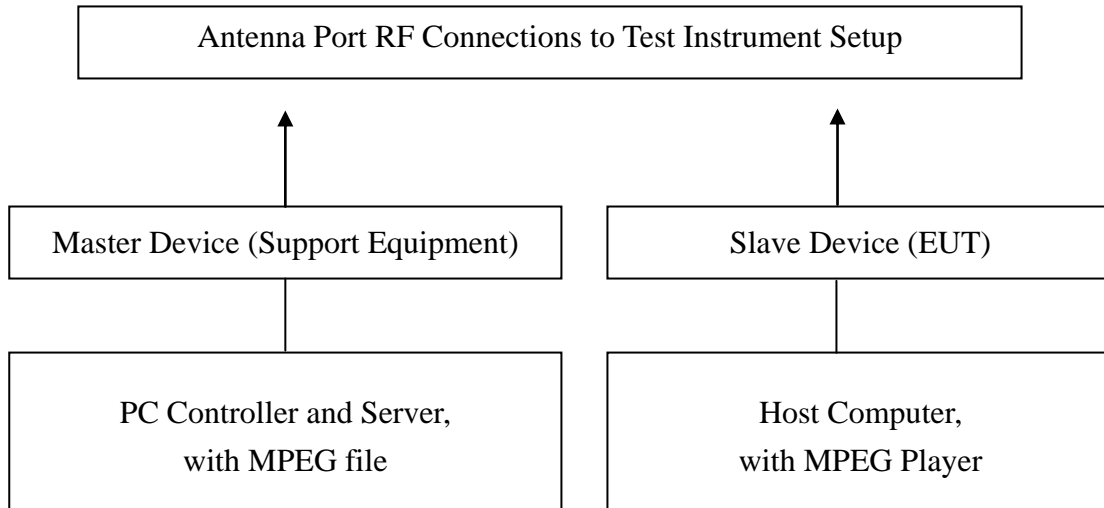 Antenna Port RF Connections to Test Instrument Setup
Master Device (Support Equipment)
Slave Device (EUT)
PC Controller and Server,
with MPEG file
Host Computer,
with MPEG Player